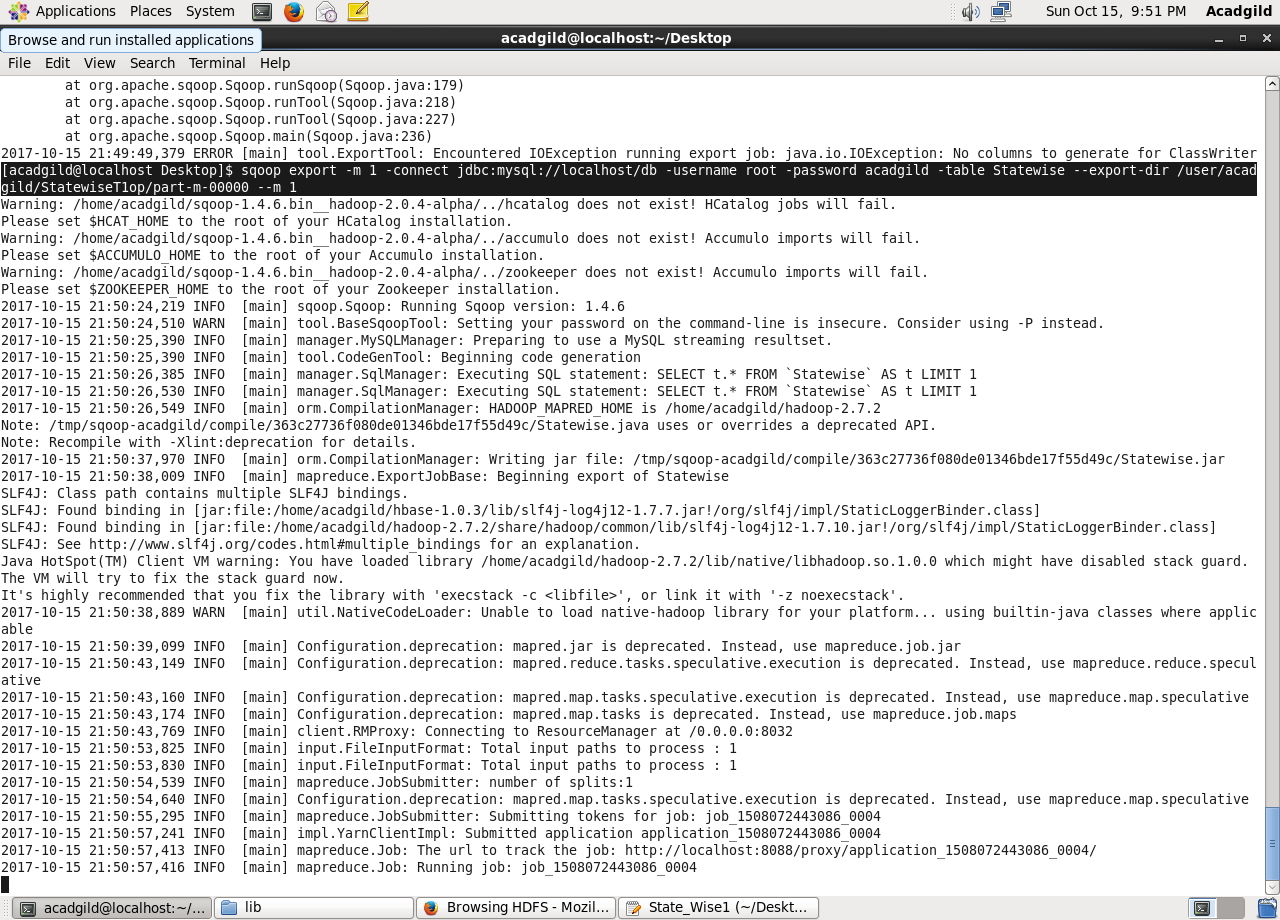 Applications Places System Sun Oct 15, 9:51 PM Acadgild
Browse and run installed applications
acadgild@localhost:~/Desktop
File Edit View Search Terminal Help
at org.apache.sqoop.Sqoop.runSqoop(Sqoop.java:179)
at org.apache.sqoop.Sqoop.runTool(Sqoop.java:218)
at org.apache.sqoop.Sqoop.runTool(Sqoop.java:227)
at org.apache.sqoop.Sqoop.main(Sqoop.java:236)
2017-10-15 21:49:49,379 ERROR [main] tool.ExportTool: Encountered IOException running export job: java.io.IOException: No columns to generate for ClassWriter
[acadgild@localhost Desktop]$ sqoop export -m 1 -connect jdbc:mysql://localhost/db -username root -password acadgild -table Statewise --export-dir /user/acad
gild/StatewiseT1op/part-m-00000 --m 1
Warning: /home/acadgild/sqoop-1.4.6.bin__hadoop-2.0.4-alpha/../hcatalog does not exist! HCatalog jobs will fail.
Please set $HCAT_HOME to the root of your HCatalog installation.
Warning: /home/acadgild/sqoop-1.4.6.bin__hadoop-2.0.4-alpha/../accumulo does not exist! Accumulo imports will fail.
Please set $ACCUMULO_HOME to the root of your Accumulo installation.
Warning: /home/acadgild/sqoop-1.4.6.bin__hadoop-2.0.4-alpha/../zookeeper does not exist! Accumulo imports will fail.
Please set $ZOOKEEPER_HOME to the root of your Zookeeper installation.
2017-10-15 21:50:24,219 INFO  [main] sqoop.Sqoop: Running Sqoop version: 1.4.6
2017-10-15 21:50:24,510 WARN  [main] tool.BaseSqoopTool: Setting your password on the command-line is insecure. Consider using -P instead.
2017-10-15 21:50:25,390 INFO  [main] manager.MySQLManager: Preparing to use a MySQL streaming resultset.
2017-10-15 21:50:25,390 INFO  [main] tool.CodeGenTool: Beginning code generation
2017-10-15 21:50:26,385 INFO  [main] manager.SqlManager: Executing SQL statement: SELECT t.* FROM `Statewise` AS t LIMIT 1
2017-10-15 21:50:26,530 INFO  [main] manager.SqlManager: Executing SQL statement: SELECT t.* FROM `Statewise` AS t LIMIT 1
2017-10-15 21:50:26,549 INFO  [main] orm.CompilationManager: HADOOP_MAPRED_HOME is /home/acadgild/hadoop-2.7.2
Note: /tmp/sqoop-acadgild/compile/363c27736f080de01346bde17f55d49c/Statewise.java uses or overrides a deprecated API.
Note: Recompile with -Xlint:deprecation for details.
2017-10-15 21:50:37,970 INFO  [main] orm.CompilationManager: Writing jar file: /tmp/sqoop-acadgild/compile/363c27736f080de01346bde17f55d49c/Statewise.jar
2017-10-15 21:50:38,009 INFO  [main] mapreduce.ExportJobBase: Beginning export of Statewise
SLF4J: Class path contains multiple SLF4J bindings.
SLF4J: Found binding in [jar:file:/home/acadgild/hbase-1.0.3/lib/slf4j-log4j12-1.7.7.jar!/org/slf4j/impl/StaticLoggerBinder.class]
SLF4J: Found binding in [jar:file:/home/acadgild/hadoop-2.7.2/share/hadoop/common/lib/slf4j-log4j12-1.7.10.jar!/org/slf4j/impl/StaticLoggerBinder.class]
SLF4J: See http://www.slf4j.org/codes.html#multiple_bindings for an explanation.
Java HotSpot(TM) Client VM warning: You have loaded library /home/acadgild/hadoop-2.7.2/lib/native/libhadoop.so.1.0.0 which might have disabled stack guard.
The VM will try to fix the stack guard now.
It's highly recommended that you fix the library with 'execstack -c <libfile>', or link it with '-z noexecstack'.
2017-10-15 21:50:38,889 WARN  [main] util.NativeCodeLoader: Unable to load native-hadoop library for your platform... using builtin-java classes where applic
able
2017-10-15 21:50:39,099 INFO  [main] Configuration.deprecation: mapred.jar is deprecated. Instead, use mapreduce.job.jar
2017-10-15 21:50:43,149 INFO  [main] Configuration.deprecation: mapred.reduce.tasks.speculative.execution is deprecated. Instead, use mapreduce.reduce.specul
ative
2017-10-15 21:50:43,160 INFO  [main] Configuration.deprecation: mapred.map.tasks.speculative.execution is deprecated. Instead, use mapreduce.map.speculative
2017-10-15 21:50:43,174 INFO  [main] Configuration.deprecation: mapred.map.tasks is deprecated. Instead, use mapreduce.job.maps
2017-10-15 21:50:43,769 INFO  [main] client.RMProxy: Connecting to ResourceManager at /0.0.0.0:8032
2017-10-15 21:50:53,825 INFO  [main] input.FileInputFormat: Total input paths to process : 1
2017-10-15 21:50:53,830 INFO  [main] input.FileInputFormat: Total input paths to process : 1
2017-10-15 21:50:54,539 INFO  [main] mapreduce.JobSubmitter: number of splits:1
2017-10-15 21:50:54,640 INFO  [main] Configuration.deprecation: mapred.map.tasks.speculative.execution is deprecated. Instead, use mapreduce.map.speculative
2017-10-15 21:50:55,295 INFO  [main] mapreduce.JobSubmitter: Submitting tokens for job: job_1508072443086_0004
2017-10-15 21:50:57,241 INFO  [main] impl.YarnClientImpl: Submitted application application_1508072443086_0004
2017-10-15 21:50:57,413 INFO  [main] mapreduce.Job: The url to track the job: http://localhost:8088/proxy/application_1508072443086_0004/
2017-10-15 21:50:57,416 INFO  [main] mapreduce.Job: Running job: job_1508072443086_0004
acadgild@localhost:~/... lib Browsing HDFS - Mozil... State_Wise1 (~/Deskt...